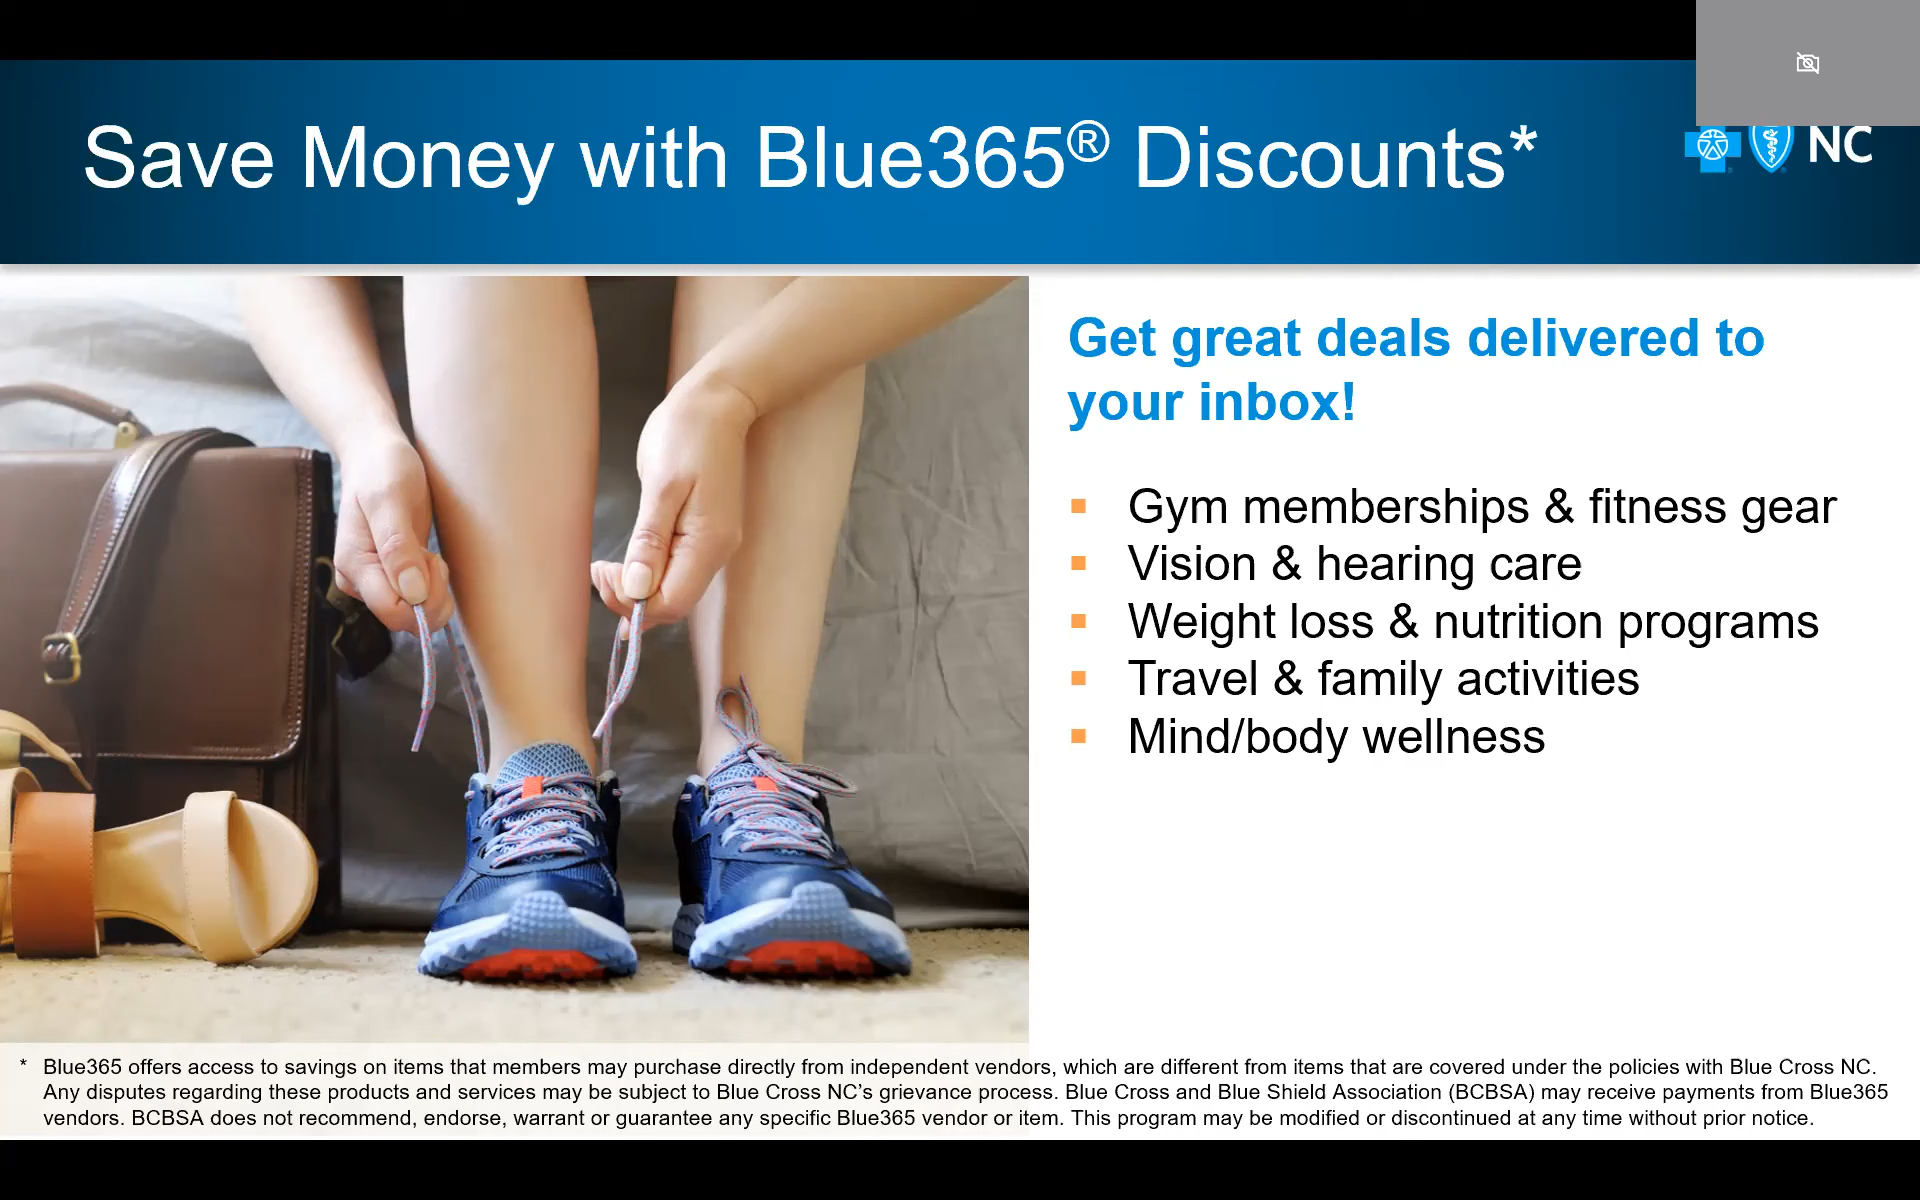 Save Money with Blue365® Discounts*
NC
Get great deals delivered to
your inbox!
▪ Gym memberships & fitness gear
▪ Vision & hearing care
▪ Weight loss & nutrition programs
▪ Travel & family activities
▪ Mind/body wellness
* Blue365 offers access to savings on items that members may purchase directly from independent vendors, which are different from items that are covered under the policies with Blue Cross NC.
Any disputes regarding these products and services may be subject to Blue Cross NC’s grievance process. Blue Cross and Blue Shield Association (BCBSA) may receive payments from Blue365
vendors. BCBSA does not recommend, endorse, warrant or guarantee any specific Blue365 vendor or item. This program may be modified or discontinued at any time without prior notice.